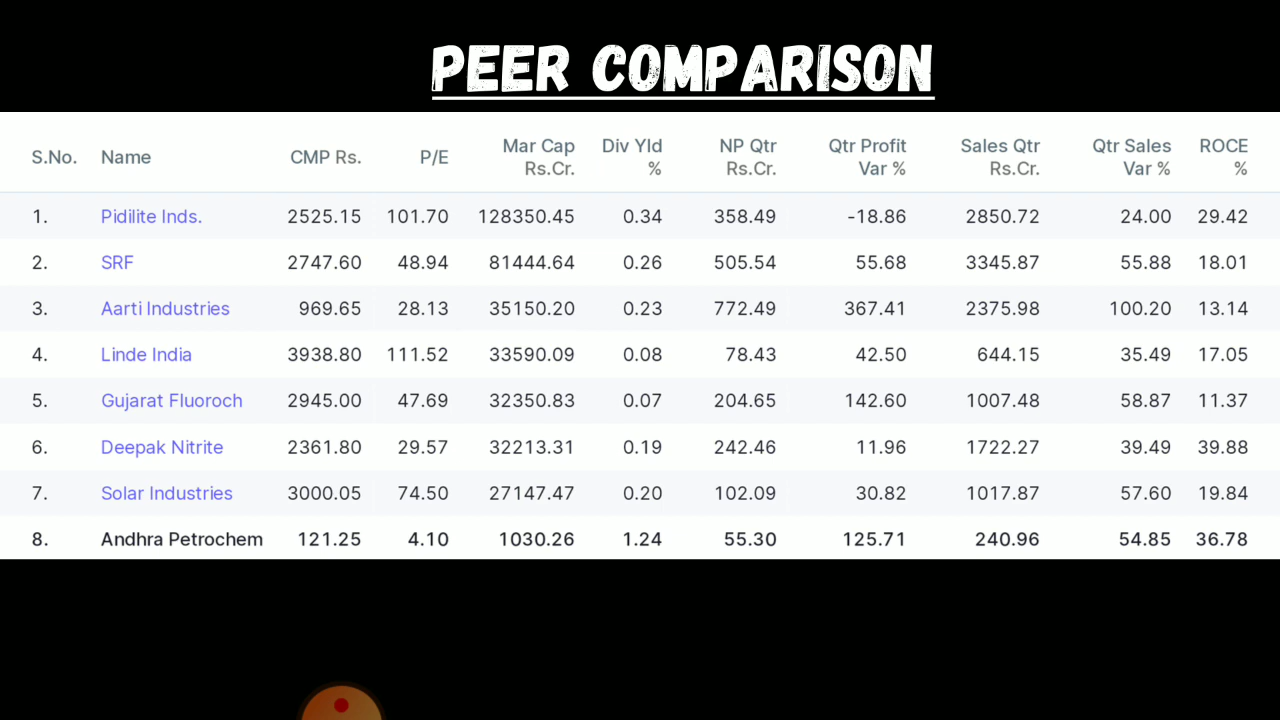 PEER COMPARISON
S.No. Name CMP Rs. P/E Mar Cap Rs.Cr. Div Yld % NP Qtr Rs.Cr. Qtr Profit Var % Sales Qtr Rs.Cr. Qtr Sales Var % ROCE %
1. Pidilite Inds. 2525.15 101.70 128350.45 0.34 358.49 -18.86 2850.72 24.00 29.42
2. SRF 2747.60 48.94 81444.64 0.26 505.54 55.68 3345.87 55.88 18.01
3. Aarti Industries 969.65 28.13 35150.20 0.23 772.49 367.41 2375.98 100.20 13.14
4. Linde India 3938.80 111.52 33590.09 0.08 78.43 42.50 644.15 35.49 17.05
5. Gujarat Fluoroch 2945.00 47.69 32350.83 0.07 204.65 142.60 1007.48 58.87 11.37
6. Deepak Nitrite 2361.80 29.57 32213.31 0.19 242.46 11.96 1722.27 39.49 39.88
7. Solar Industries 3000.05 74.50 27147.47 0.20 102.09 30.82 1017.87 57.60 19.84
8. Andhra Petrochem 121.25 4.10 1030.26 1.24 55.30 125.71 240.96 54.85 36.78